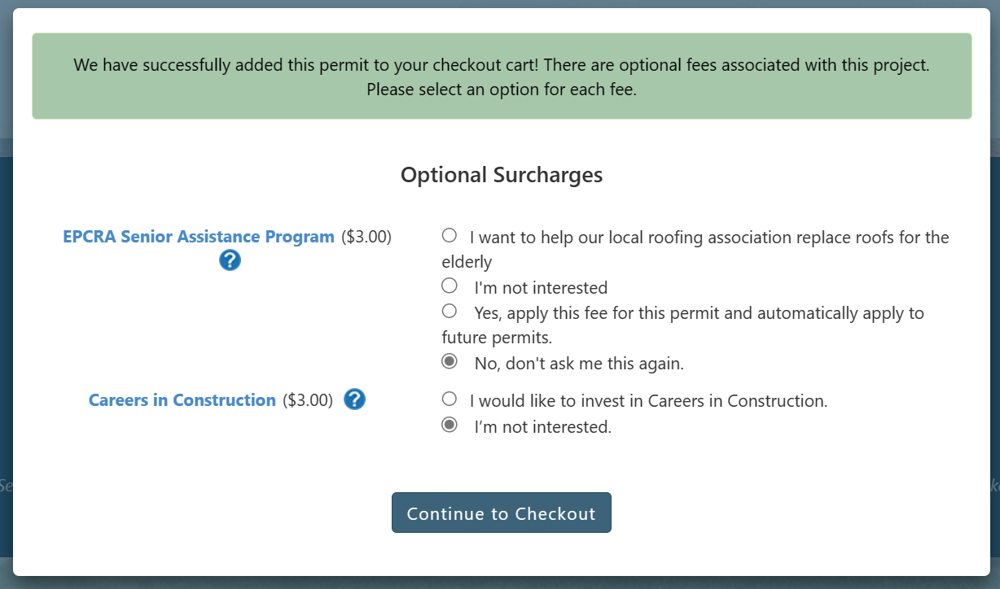 We have successfully added this permit to your checkout cart! There are optional fees associated with this project.
Please select an option for each fee.
Optional Surcharges
EPCRA Senior Assistance Program ($3.00)
?
I want to help our local roofing association replace roofs for the
elderly
I'm not interested
Yes, apply this fee for this permit and automatically apply to
future permits.
No, don't ask me this again.
Careers in Construction ($3.00) ?
I would like to invest in Careers in Construction.
I’m not interested.
Continue to Checkout